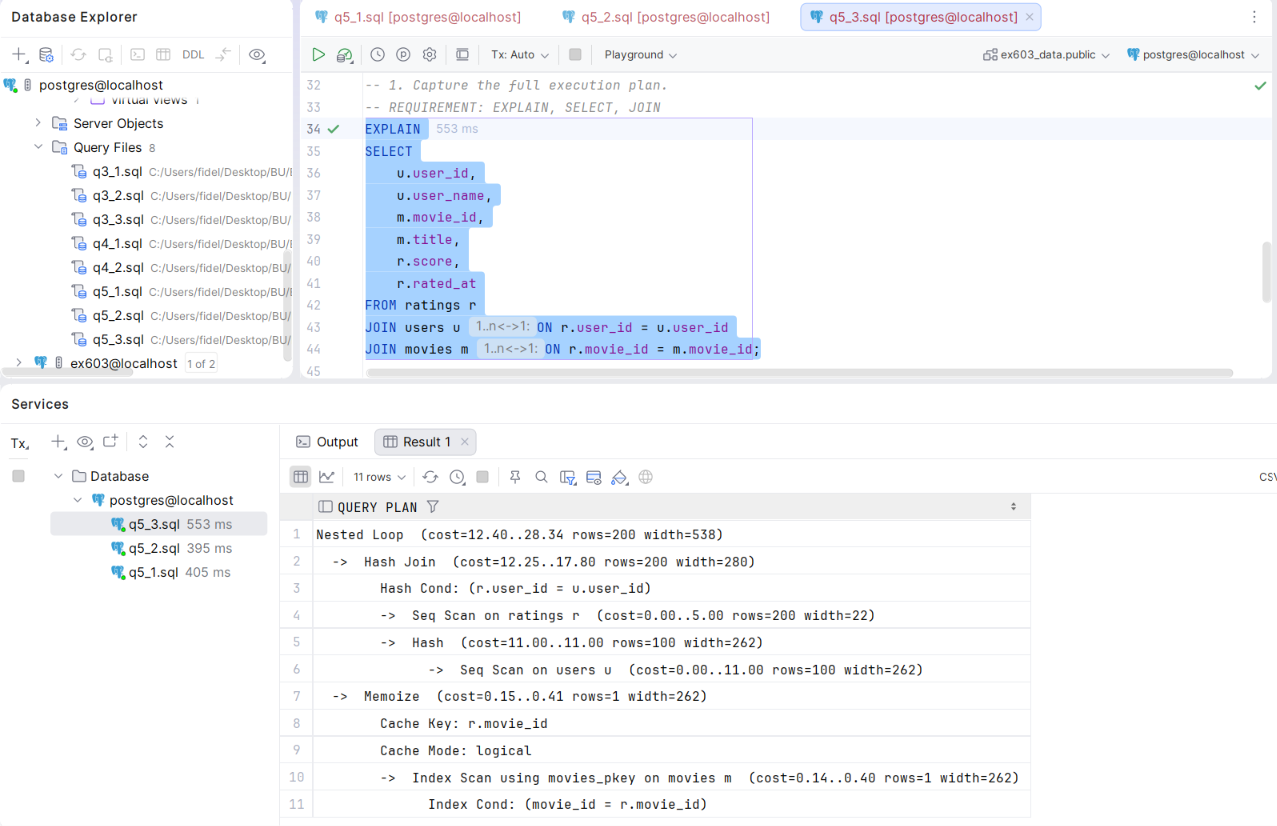 Database Explorer
q5_1.sql [postgres@localhost]
q5_2.sql [postgres@localhost]
q5_3.sql [postgres@localhost]
DDL
Tx: Auto
Playground
ex603_data.public
postgres@localhost
postgres@localhost
virtual views 1
Server Objects
Query Files 8
q3_1.sql C:/Users/fidel/Desktop/BU/
q3_2.sql C:/Users/fidel/Desktop/BU/
q3_3.sql C:/Users/fidel/Desktop/BU/
q4_1.sql C:/Users/fidel/Desktop/BU/
q4_2.sql C:/Users/fidel/Desktop/BU/
q5_1.sql C:/Users/fidel/Desktop/BU/
q5_2.sql C:/Users/fidel/Desktop/BU/
q5_3.sql C:/Users/fidel/Desktop/BU/
ex603@localhost 1 of 2
32 -- 1. Capture the full execution plan.
33 -- REQUIREMENT: EXPLAIN, SELECT, JOIN
34 EXPLAIN 553 ms
35 SELECT
36 u.user_id,
37 u.user_name,
38 m.movie_id,
39 m.title,
40 r.score,
41 r.rated_at
42 FROM ratings r
43 JOIN users u 1..n<->1: ON r.user_id = u.user_id
44 JOIN movies m 1..n<->1: ON r.movie_id = m.movie_id;
45
Services
Tx
Database
postgres@localhost
q5_3.sql 553 ms
q5_2.sql 395 ms
q5_1.sql 405 ms
Output
Result 1
11 rows
CSV
QUERY PLAN
1 Nested Loop (cost=12.40..28.34 rows=200 width=538)
2 -> Hash Join (cost=12.25..17.80 rows=200 width=280)
3 Hash Cond: (r.user_id = u.user_id)
4 -> Seq Scan on ratings r (cost=0.00..5.00 rows=200 width=22)
5 -> Hash (cost=11.00..11.00 rows=100 width=262)
6 -> Seq Scan on users u (cost=0.00..11.00 rows=100 width=262)
7 -> Memoize (cost=0.15..0.41 rows=1 width=262)
8 Cache Key: r.movie_id
9 Cache Mode: logical
10 -> Index Scan using movies_pkey on movies m (cost=0.14..0.40 rows=1 width=262)
11 Index Cond: (movie_id = r.movie_id)